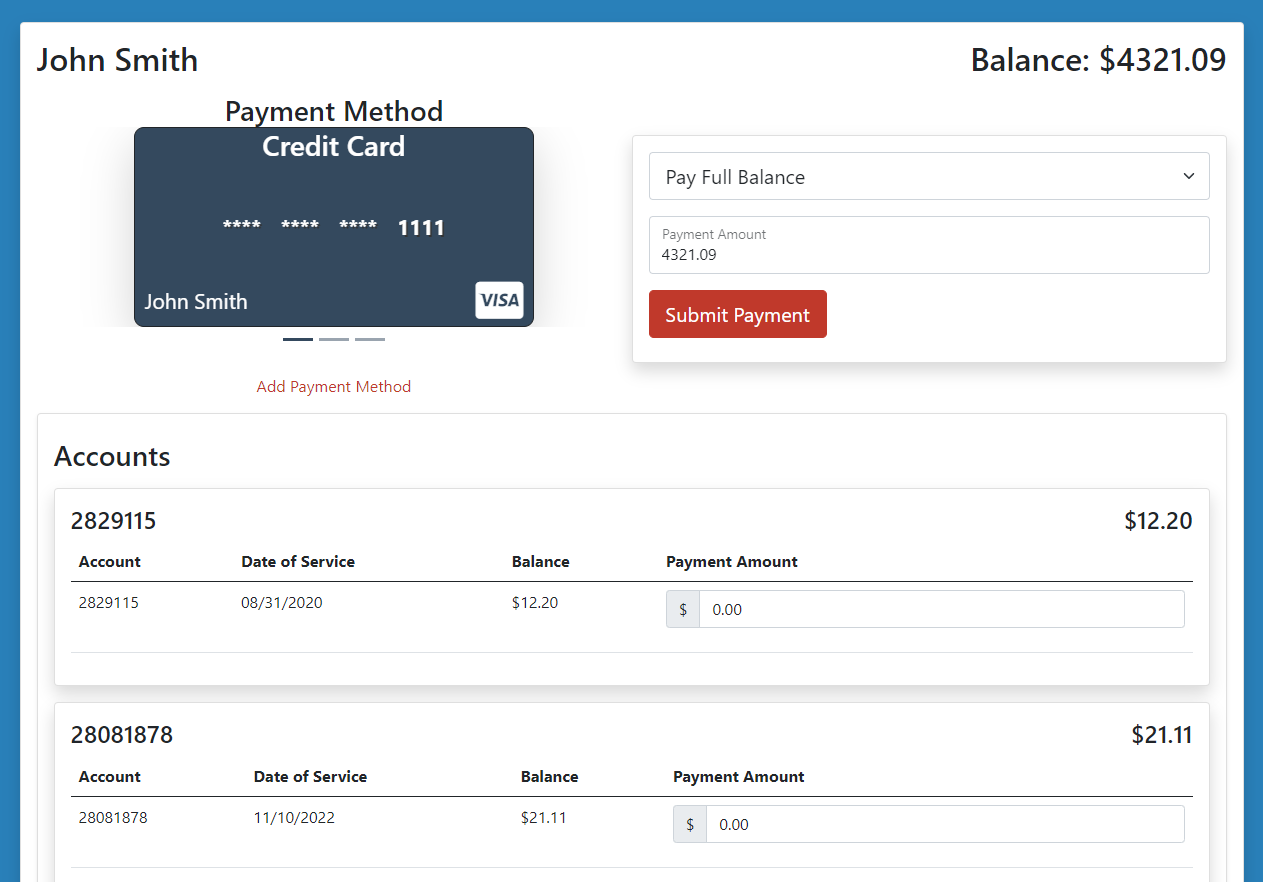 John Smith
Balance: $4321.09
Payment Method
Credit Card
**** **** **** 1111
John Smith
VISA
Add Payment Method
Pay Full Balance
Payment Amount
4321.09
Submit Payment
Accounts
2829115 $12.20
Account Date of Service Balance Payment Amount
2829115 08/31/2020 $12.20 $ 0.00
28081878 $21.11
Account Date of Service Balance Payment Amount
28081878 11/10/2022 $21.11 $ 0.00